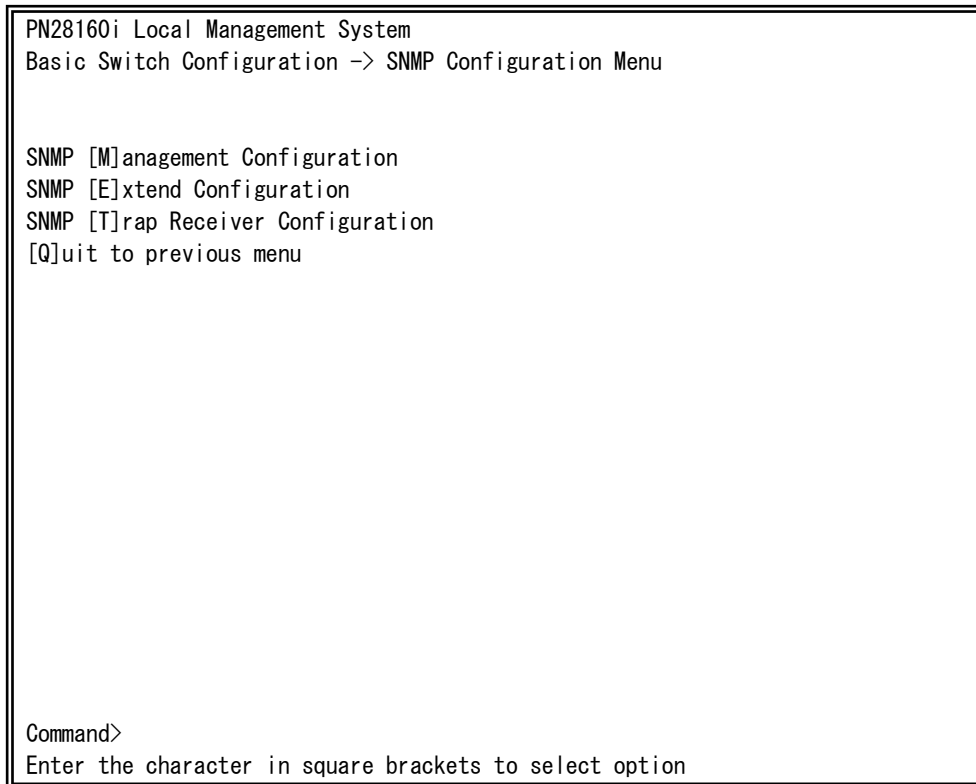 PN28160i Local Management System
Basic Switch Configuration -> SNMP Configuration Menu
SNMP [M]anagement Configuration
SNMP [E]xtend Configuration
SNMP [T]rap Receiver Configuration
[Q]uit to previous menu
Command>
Enter the character in square brackets to select option